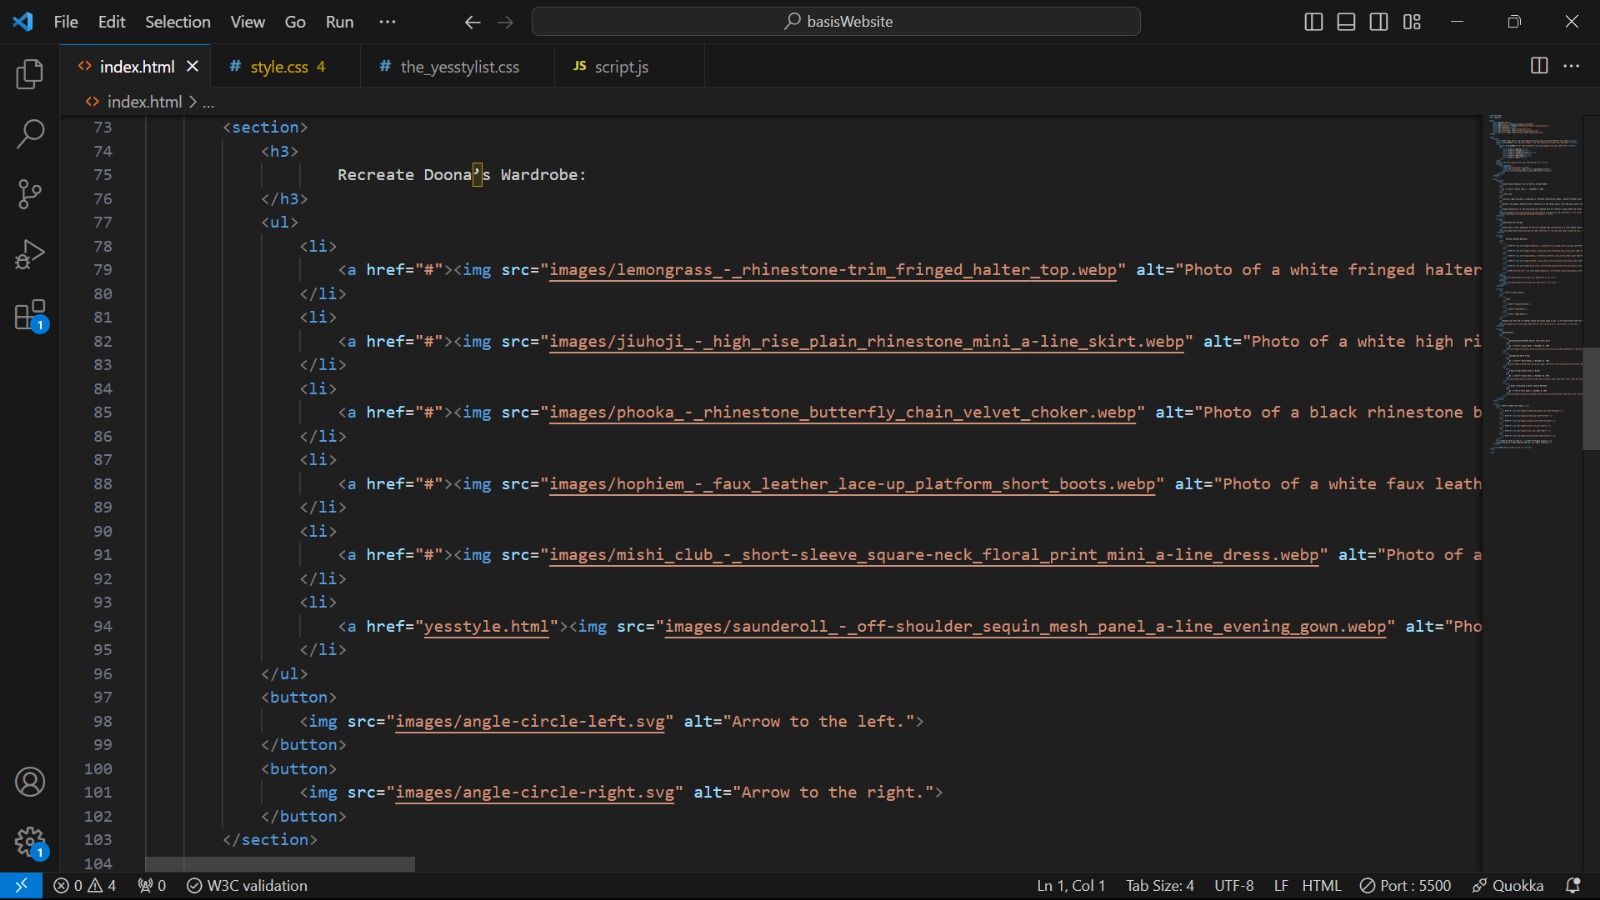 File Edit Selection View Go Run ··· basisWebsite
index.html style.css 4 # the_yesstylist.css JS script.js
index.html > ...
73 <section>
74 <h3>
75 Recreate Doona’s Wardrobe:
76 </h3>
77 <ul>
78 <li>
79 <a href="#"><img src="images/lemongrass_-_rhinestone-trim_fringed_halter_top.webp" alt="Photo of a white fringed halter
80 </li>
81 <li>
82 <a href="#"><img src="images/jiuhoji_-_high_rise_plain_rhinestone_mini_a-line_skirt.webp" alt="Photo of a white high ri
83 </li>
84 <li>
85 <a href="#"><img src="images/phooka_-_rhinestone_butterfly_chain_velvet_choker.webp" alt="Photo of a black rhinestone b
86 </li>
87 <li>
88 <a href="#"><img src="images/hophiem_-_faux_leather_lace-up_platform_short_boots.webp" alt="Photo of a white faux leath
89 </li>
90 <li>
91 <a href="#"><img src="images/mishi_club_-_short-sleeve_square-neck_floral_print_mini_a-line_dress.webp" alt="Photo of a
92 </li>
93 <li>
94 <a href="yesstyle.html"><img src="images/saunderoll_-_off-shoulder_sequin_mesh_panel_a-line_evening_gown.webp" alt="Pho
95 </li>
96 </ul>
97 <button>
98 <img src="images/angle-circle-left.svg" alt="Arrow to the left.">
99 </button>
100 <button>
101 <img src="images/angle-circle-right.svg" alt="Arrow to the right.">
102 </button>
103 </section>
104
1
1
0 4 0 W3C validation Ln 1, Col 1 Tab Size: 4 UTF-8 LF HTML Port : 5500 Quokka